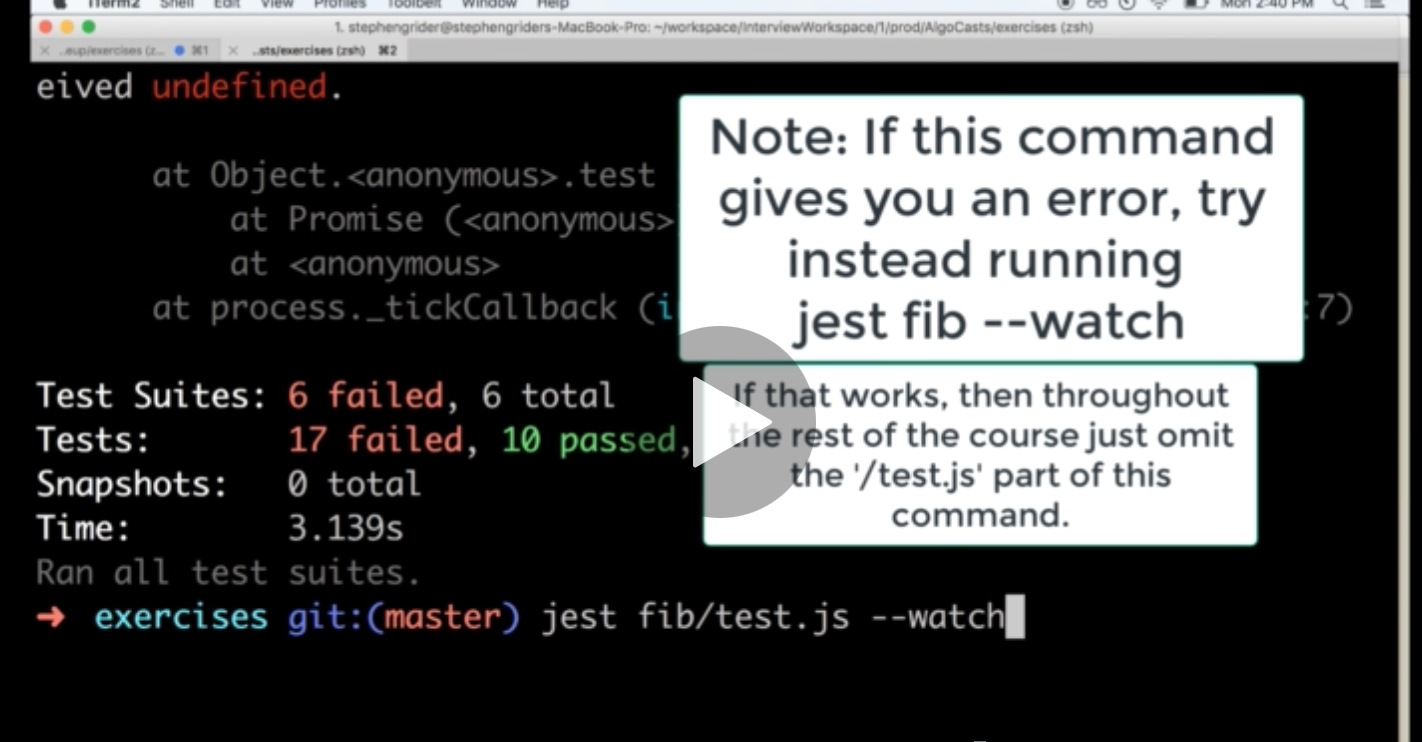 iTerm2 Shell Edit View Profiles Toolbelt Window Help Mon 2:40 PM
1. stephengrider@stephengriders-MacBook-Pro: ~/workspace/InterviewWorkspace/1/prod/AlgoCasts/exercises (zsh)
..eup/exercises (z... ⌘1 ..sts/exercises (zsh) ⌘2
eived undefined.
at Object.<anonymous>.test
at Promise (<anonymous>
at <anonymous>
at process._tickCallback (i :7)
Note: If this command
gives you an error, try
instead running
jest fib --watch
If that works, then throughout
the rest of the course just omit
the '/test.js' part of this
command.
Test Suites: 6 failed, 6 total
Tests: 17 failed, 10 passed,
Snapshots: 0 total
Time: 3.139s
Ran all test suites.
➜ exercises git:(master) jest fib/test.js --watch